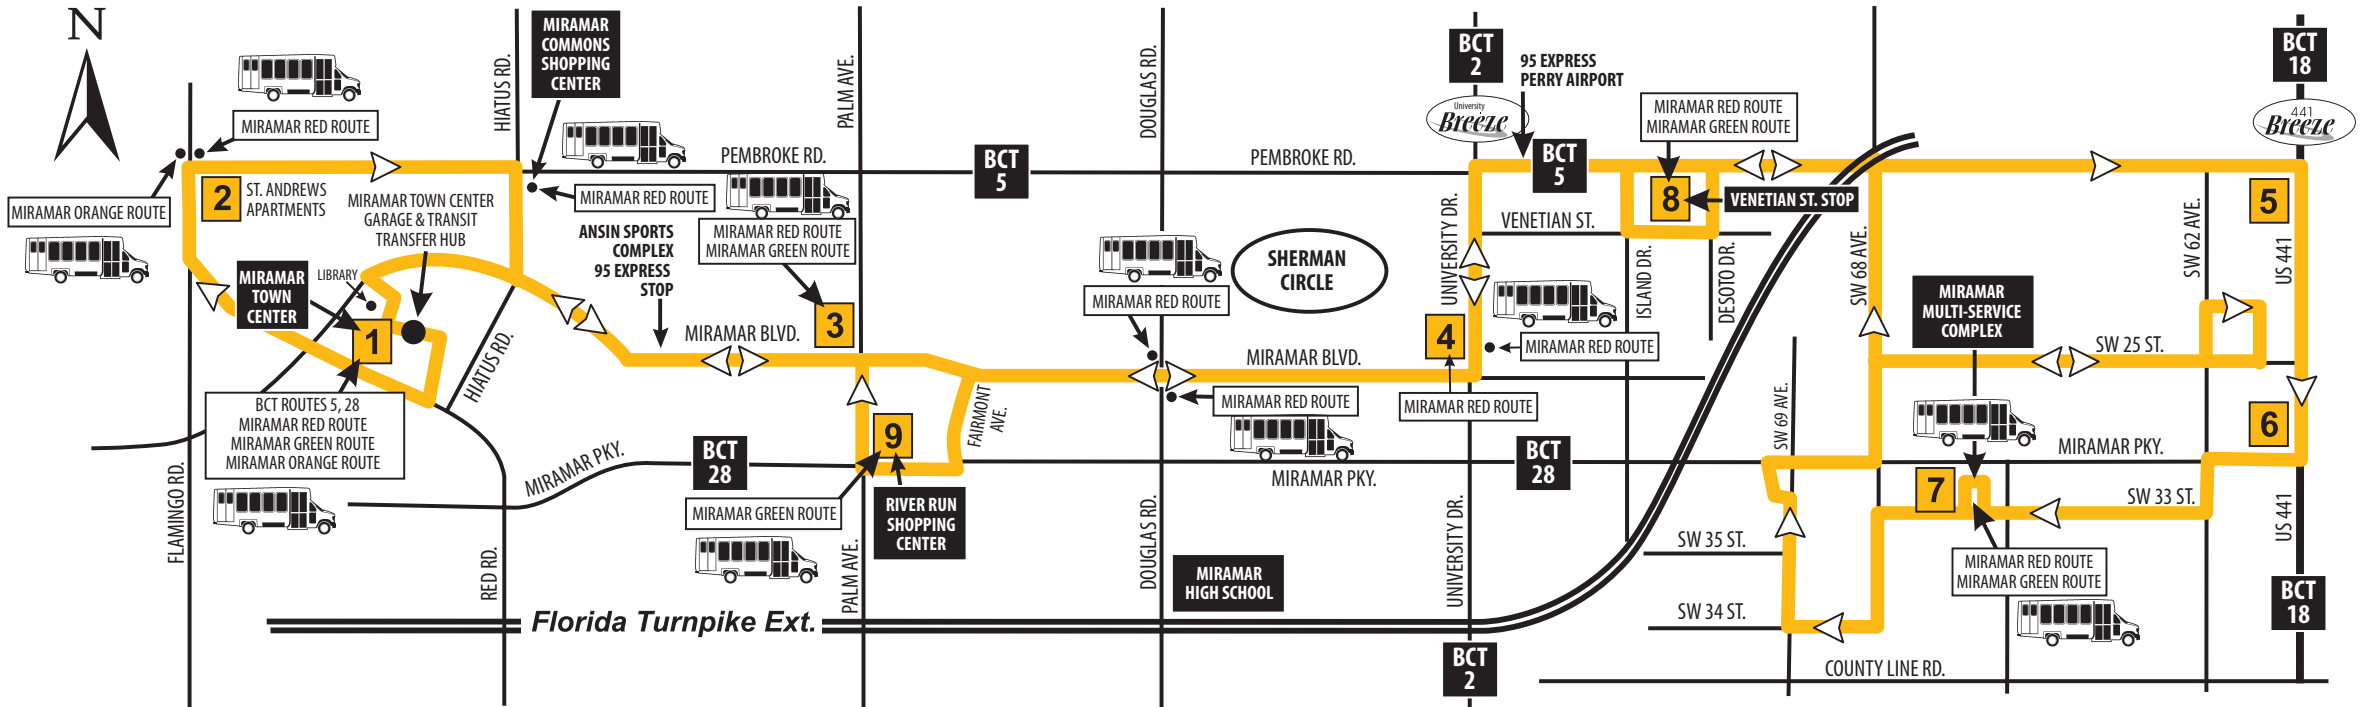 N
MIRAMAR RED ROUTE
MIRAMAR ORANGE ROUTE
2
ST. ANDREWS
APARTMENTS
MIRAMAR TOWN CENTER
GARAGE & TRANSIT
TRANSFER HUB
LIBRARY
MIRAMAR
TOWN
CENTER
1
BCT ROUTES 5, 28
MIRAMAR RED ROUTE
MIRAMAR GREEN ROUTE
MIRAMAR ORANGE ROUTE
FLAMINGO RD.
HIATUS RD.
HIATUS RD.
RED RD.
MIRAMAR PKY.
MIRAMAR
COMMONS
SHOPPING
CENTER
MIRAMAR RED ROUTE
ANSIN SPORTS
COMPLEX
95 EXPRESS
STOP
PALM AVE.
PEMBROKE RD.
MIRAMAR RED ROUTE
MIRAMAR GREEN ROUTE
3
MIRAMAR BLVD.
BCT
28
9
MIRAMAR GREEN ROUTE
RIVER RUN
SHOPPING
CENTER
FAIRMONT
AVE.
PALM AVE.
Florida Turnpike Ext.
BCT
5
DOUGLAS RD.
PEMBROKE RD.
SHERMAN
CIRCLE
MIRAMAR RED ROUTE
MIRAMAR BLVD.
MIRAMAR RED ROUTE
MIRAMAR PKY.
DOUGLAS RD.
MIRAMAR
HIGH SCHOOL
BCT
2
University
Breeze
95 EXPRESS
PERRY AIRPORT
BCT
5
UNIVERSITY DR.
4
MIRAMAR RED ROUTE
MIRAMAR RED ROUTE
BCT
28
UNIVERSITY DR.
BCT
2
MIRAMAR RED ROUTE
MIRAMAR GREEN ROUTE
8
VENETIAN ST. STOP
VENETIAN ST.
ISLAND DR.
DESOTO DR.
SW 68 AVE.
SW 69 AVE.
MIRAMAR
MULTI-SERVICE
COMPLEX
SW 62 AVE.
SW 25 ST.
MIRAMAR PKY.
7
SW 33 ST.
SW 35 ST.
SW 34 ST.
MIRAMAR RED ROUTE
MIRAMAR GREEN ROUTE
COUNTY LINE RD.
BCT
18
441
Breeze
5
US 441
6
US 441
BCT
18